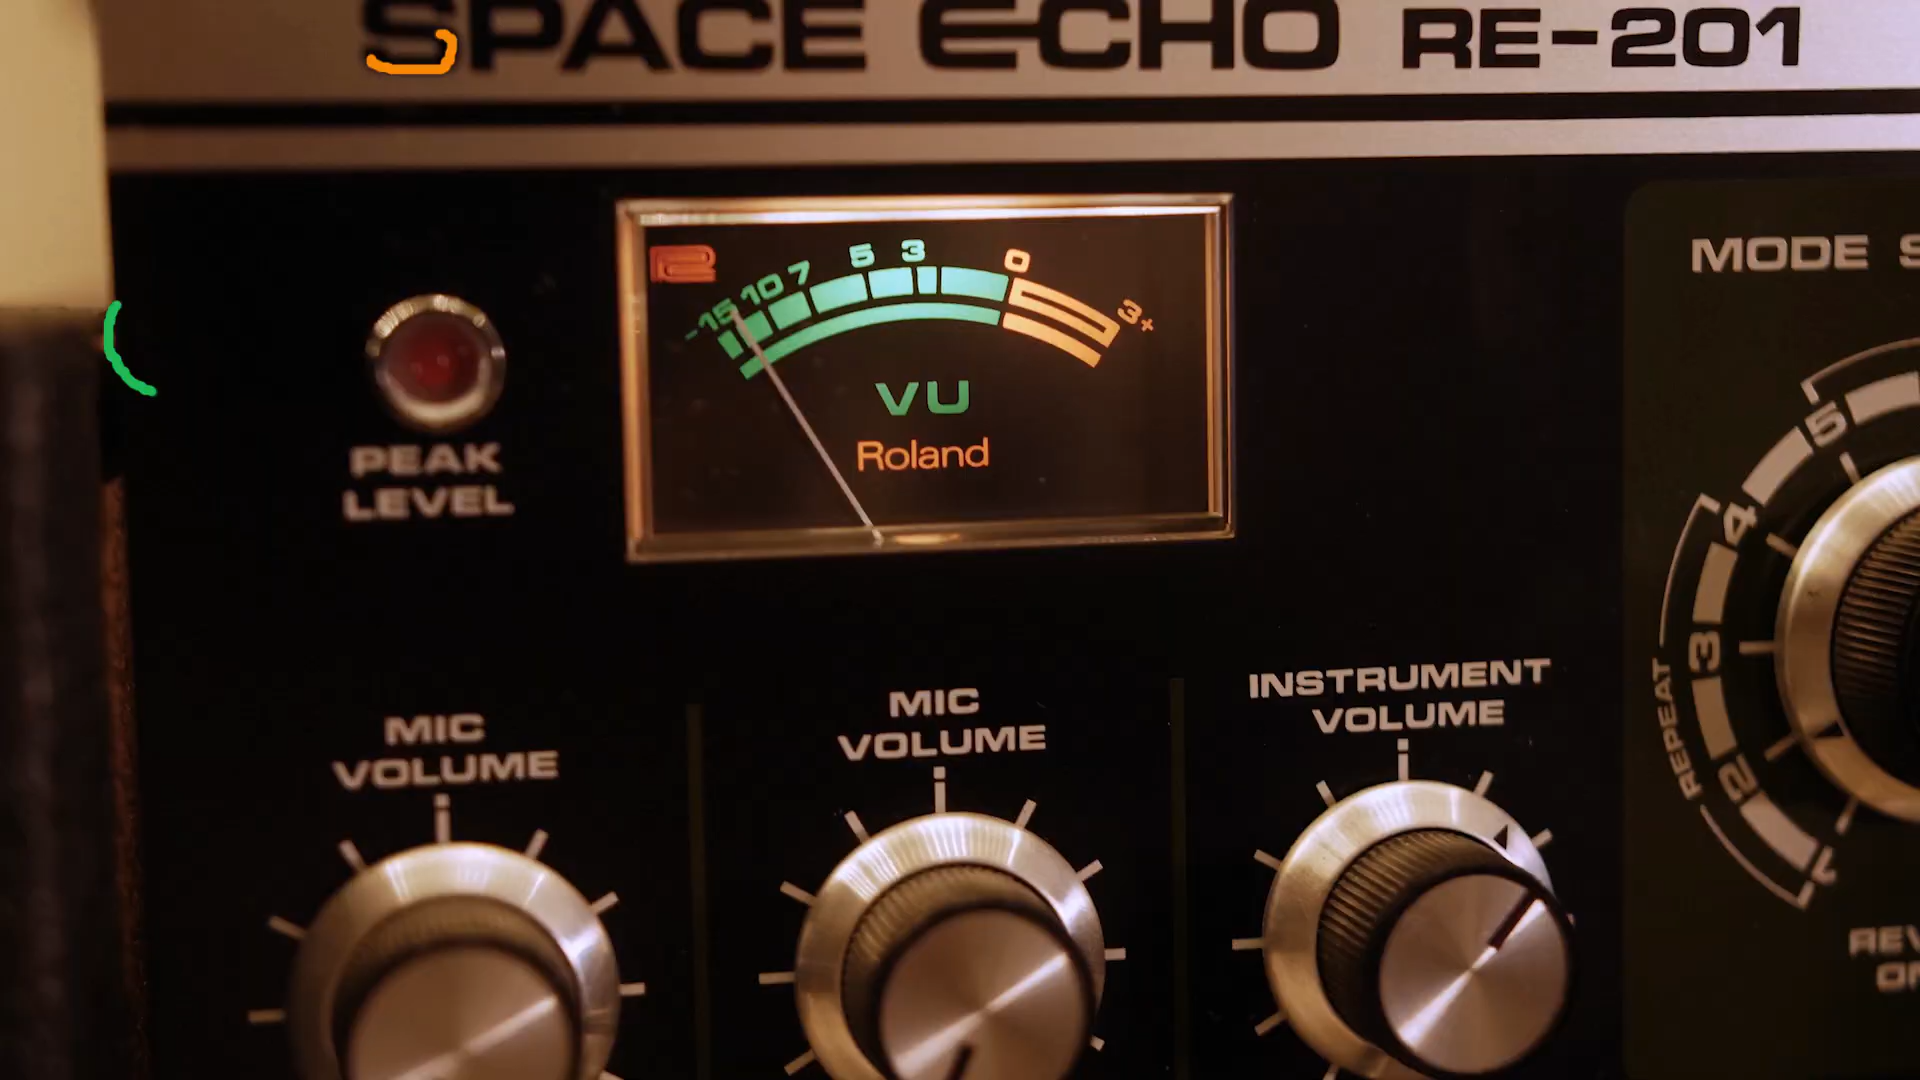 SPACE ECHO RE-201
MODE S
-15 10 7 5 3 0 3+
VU
Roland
PEAK
LEVEL
MIC
VOLUME
MIC
VOLUME
INSTRUMENT
VOLUME
5
4
3
2
1
REPEAT
REV